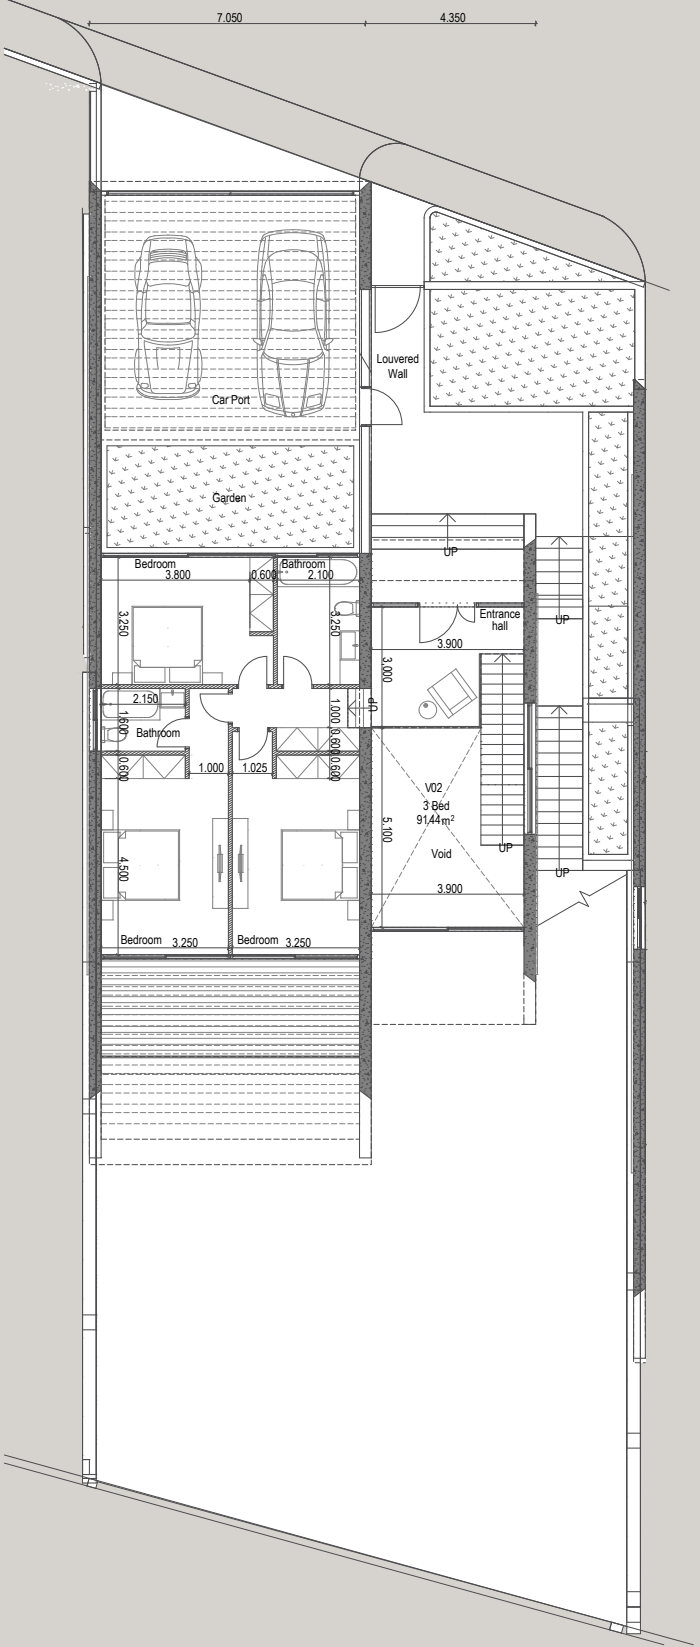 7.050
4.350
Louvered
Wall
Car Port
Garden
UP
UP
Bedroom
3.800
0.600
Bathroom
2.100
3.250
3.250
Entrance
hall
3.900
3.000
2.150
1.600
Bathroom
1.000
UP
0.600
0.600
0.600
1.000
1.025
V02
3 Bed
91.44m²
5.100
Void
UP
4.500
3.900
UP
Bedroom
3.250
Bedroom
3.250